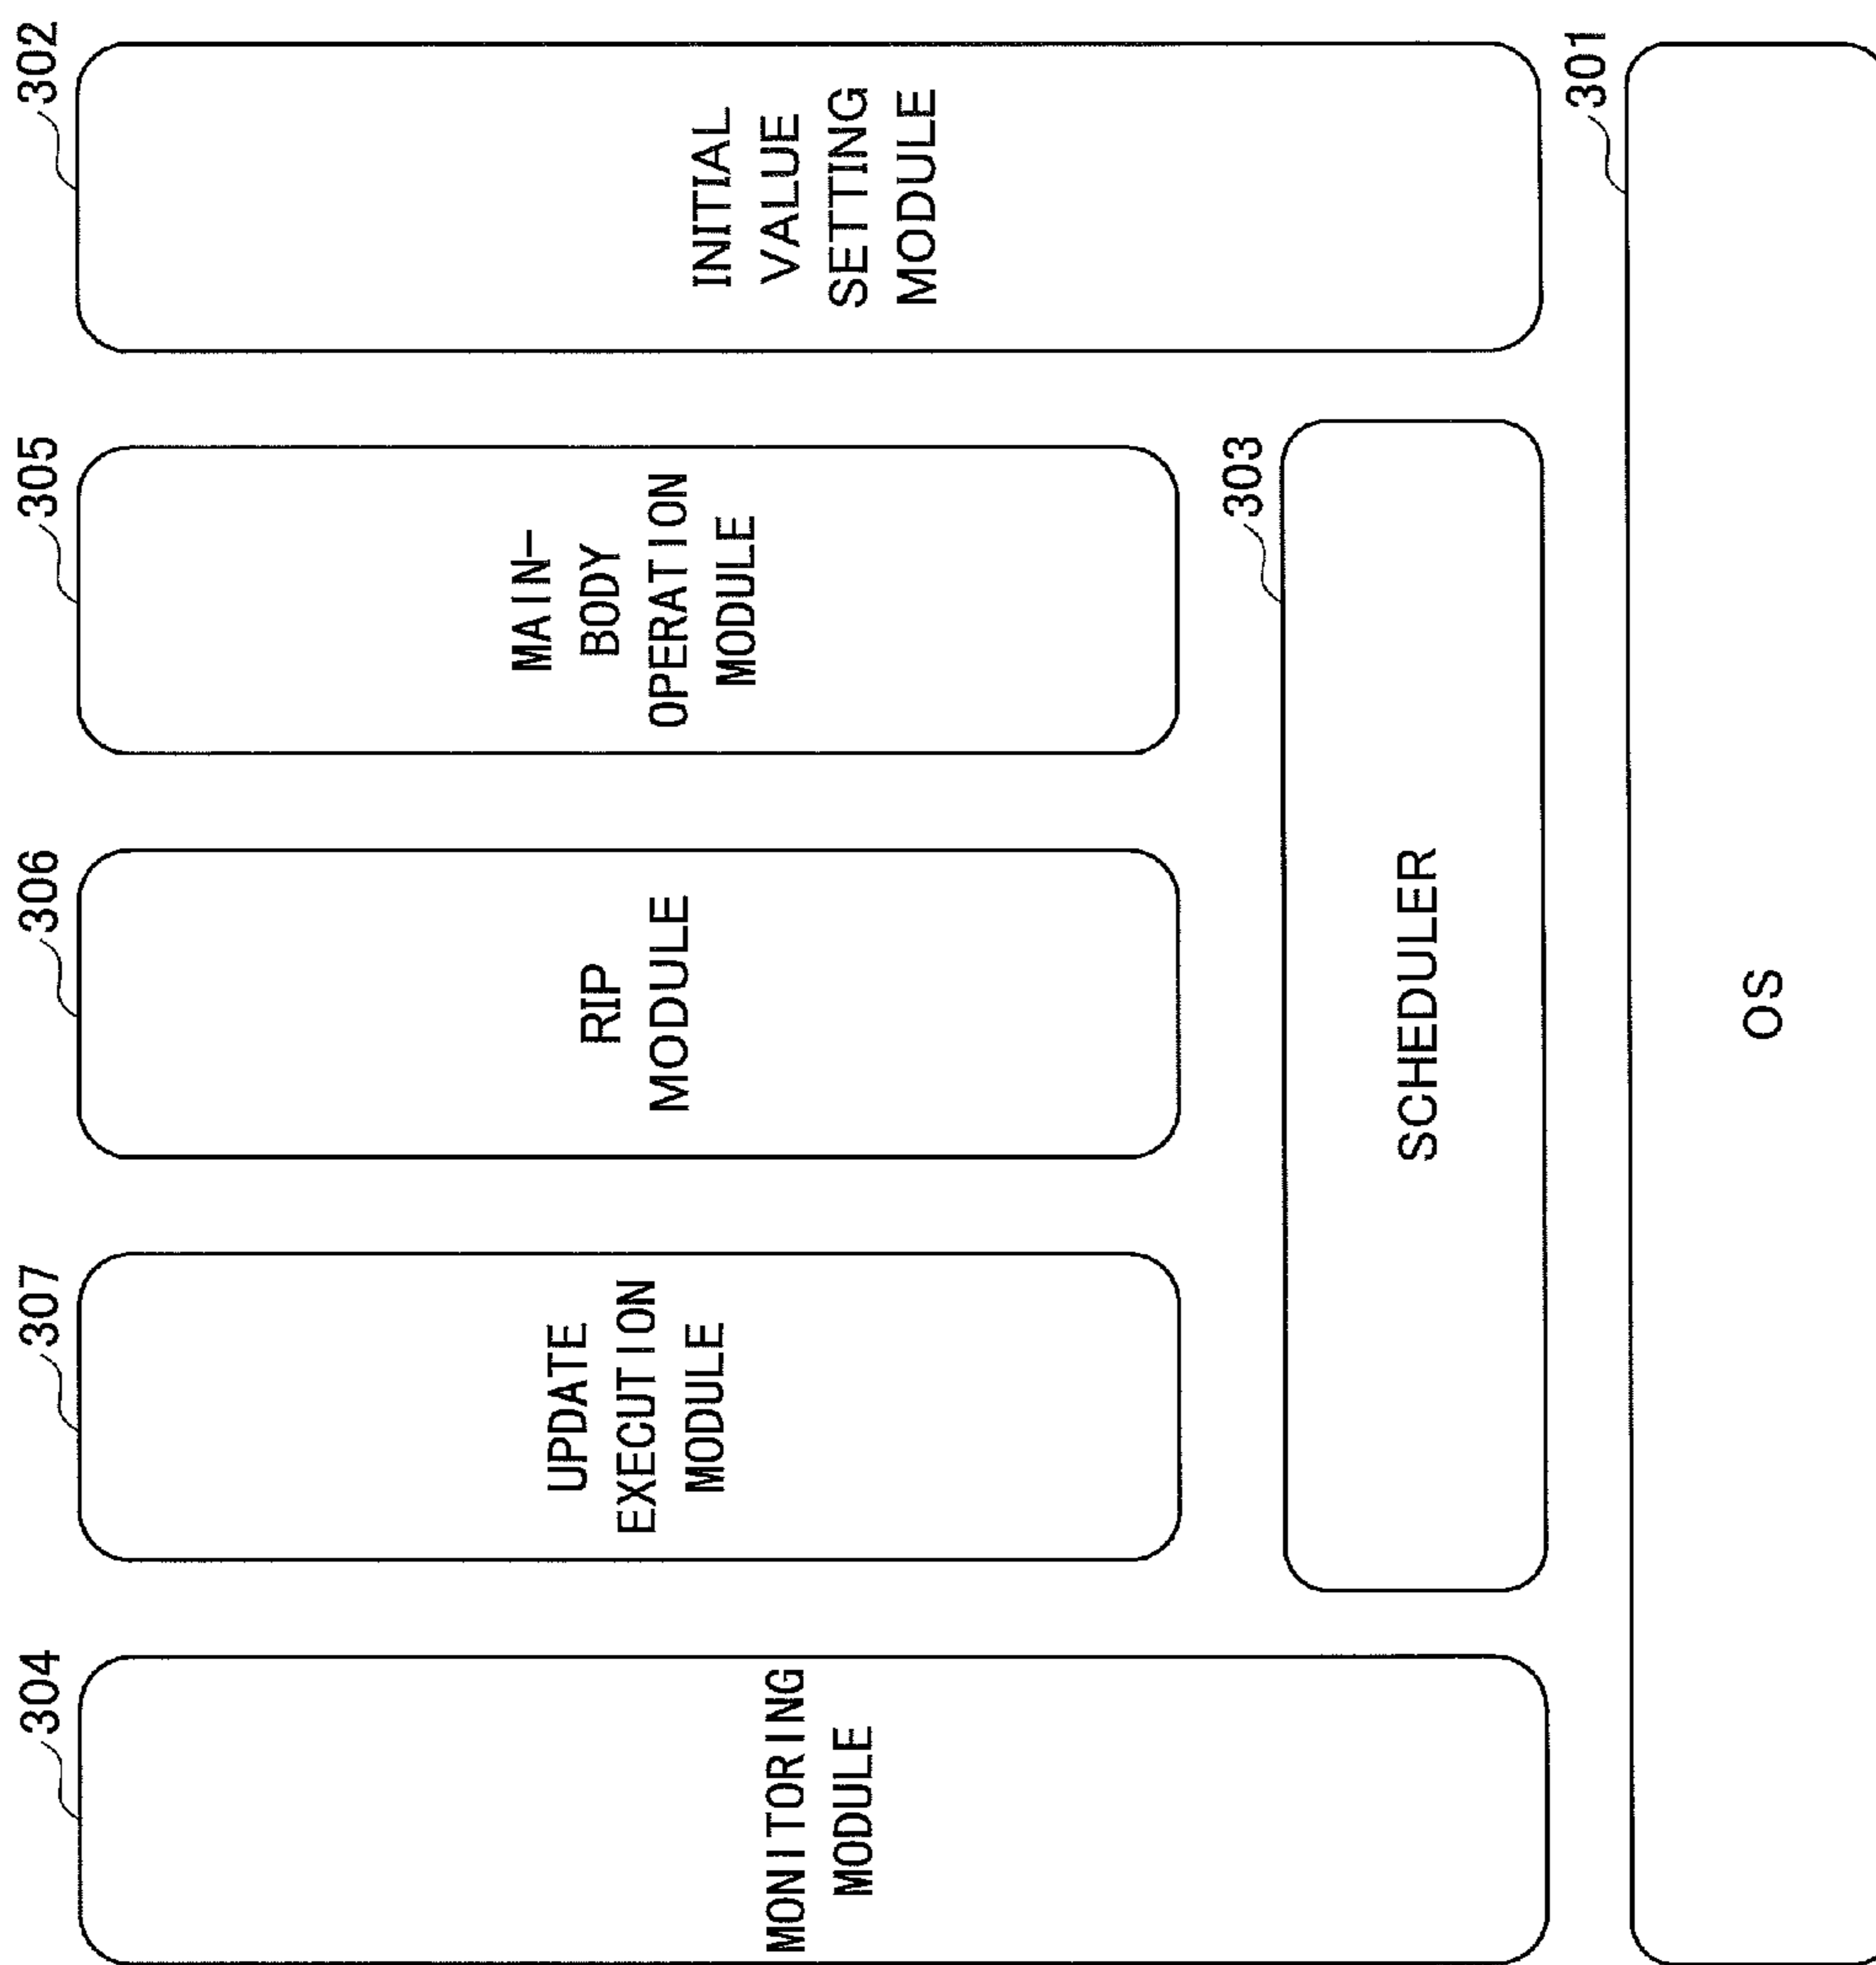 304
MONITORING
MODULE
307
UPDATE
EXECUTION
MODULE
306
RIP
MODULE
305
MAIN-
BODY
OPERATION
MODULE
302
INITIAL
VALUE
SETTING
MODULE
303
SCHEDULER
301
OS